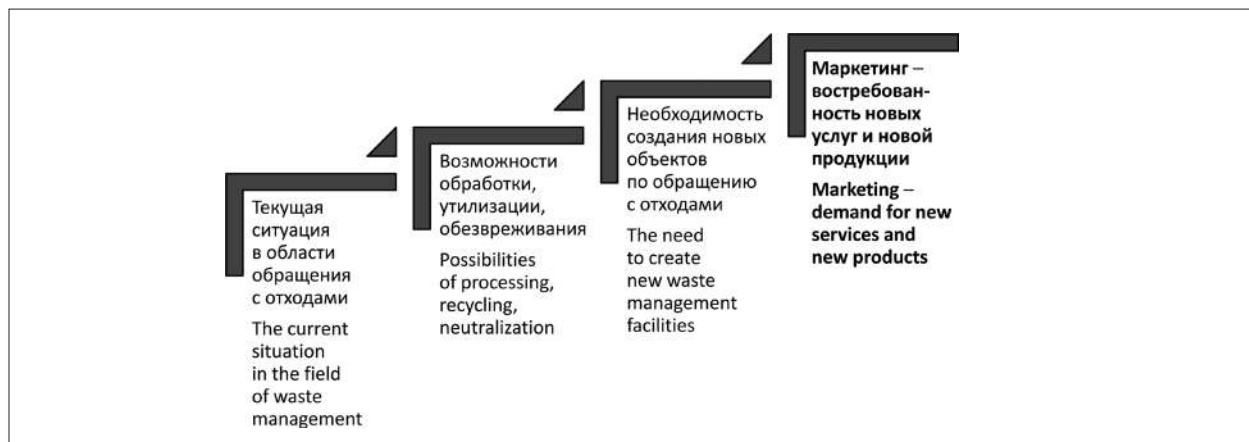 Текущая
ситуация
в области
обращения
с отходами
The current
situation
in the field
of waste
management
Возможности
обработки,
утилизации,
обезвреживания
Possibilities
of processing,
recycling,
neutralization
Необходимость
создания новых
объектов
по обращению
с отходами
The need
to create
new waste
management
facilities
Маркетинг –
востребован-
ность новых
услуг и новой
продукции
Marketing –
demand for new
services and
new products